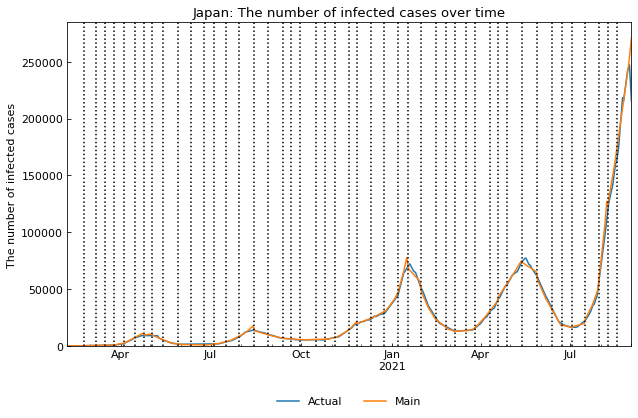 Japan: The number of infected cases over time
The number of infected cases
250000
200000
150000
100000
50000
0
Apr Jul Oct Jan Apr Jul
2021
Actual Main